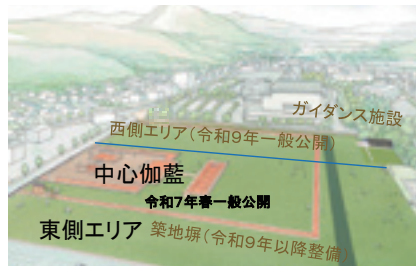 ガイダンス施設
西側エリア(令和9年一般公開)
中心伽藍
令和7年春一般公開
東側エリア 築地塀(令和9年以降整備)